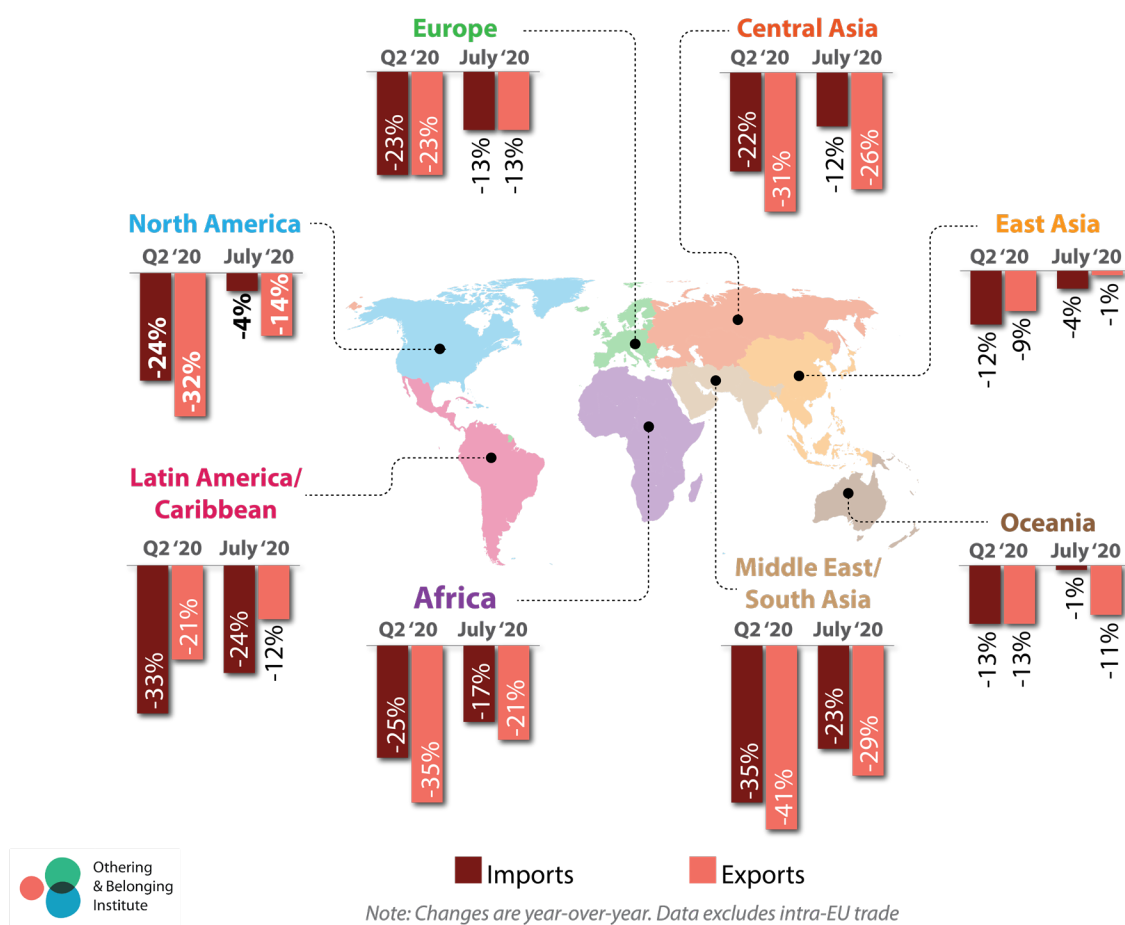 Europe
Q2 ‘20 July ‘20
-23% -23% -13% -13%
Central Asia
Q2 ‘20 July ‘20
-22% -31% -12% -26%
North America
Q2 ‘20 July ‘20
-24% -32% -4% -14%
East Asia
Q2 ‘20 July ‘20
-12% -9% -4% -1%
Latin America/
Caribbean
Q2 ‘20 July ‘20
-33% -21% -24% -12%
Africa
Q2 ‘20 July ‘20
-25% -35% -17% -21%
Middle East/
South Asia
Q2 ‘20 July ‘20
-35% -41% -23% -29%
Oceania
Q2 ‘20 July ‘20
-13% -13% -1% -11%
Imports Exports
Othering
& Belonging
Institute
Note: Changes are year-over-year. Data excludes intra-EU trade